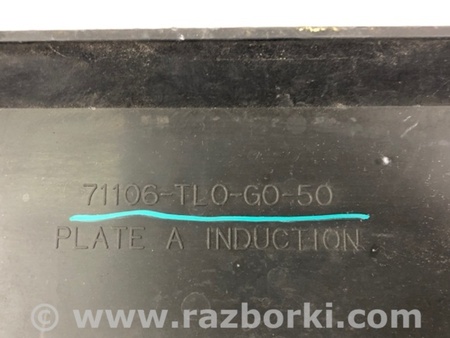 71106-TL0-G0-50
PLATE A INDUCTION
© www.razborki.com